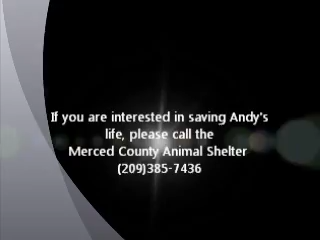 If you are interested in saving Andy's
life, please call the
Merced County Animal Shelter
(209)385-7436